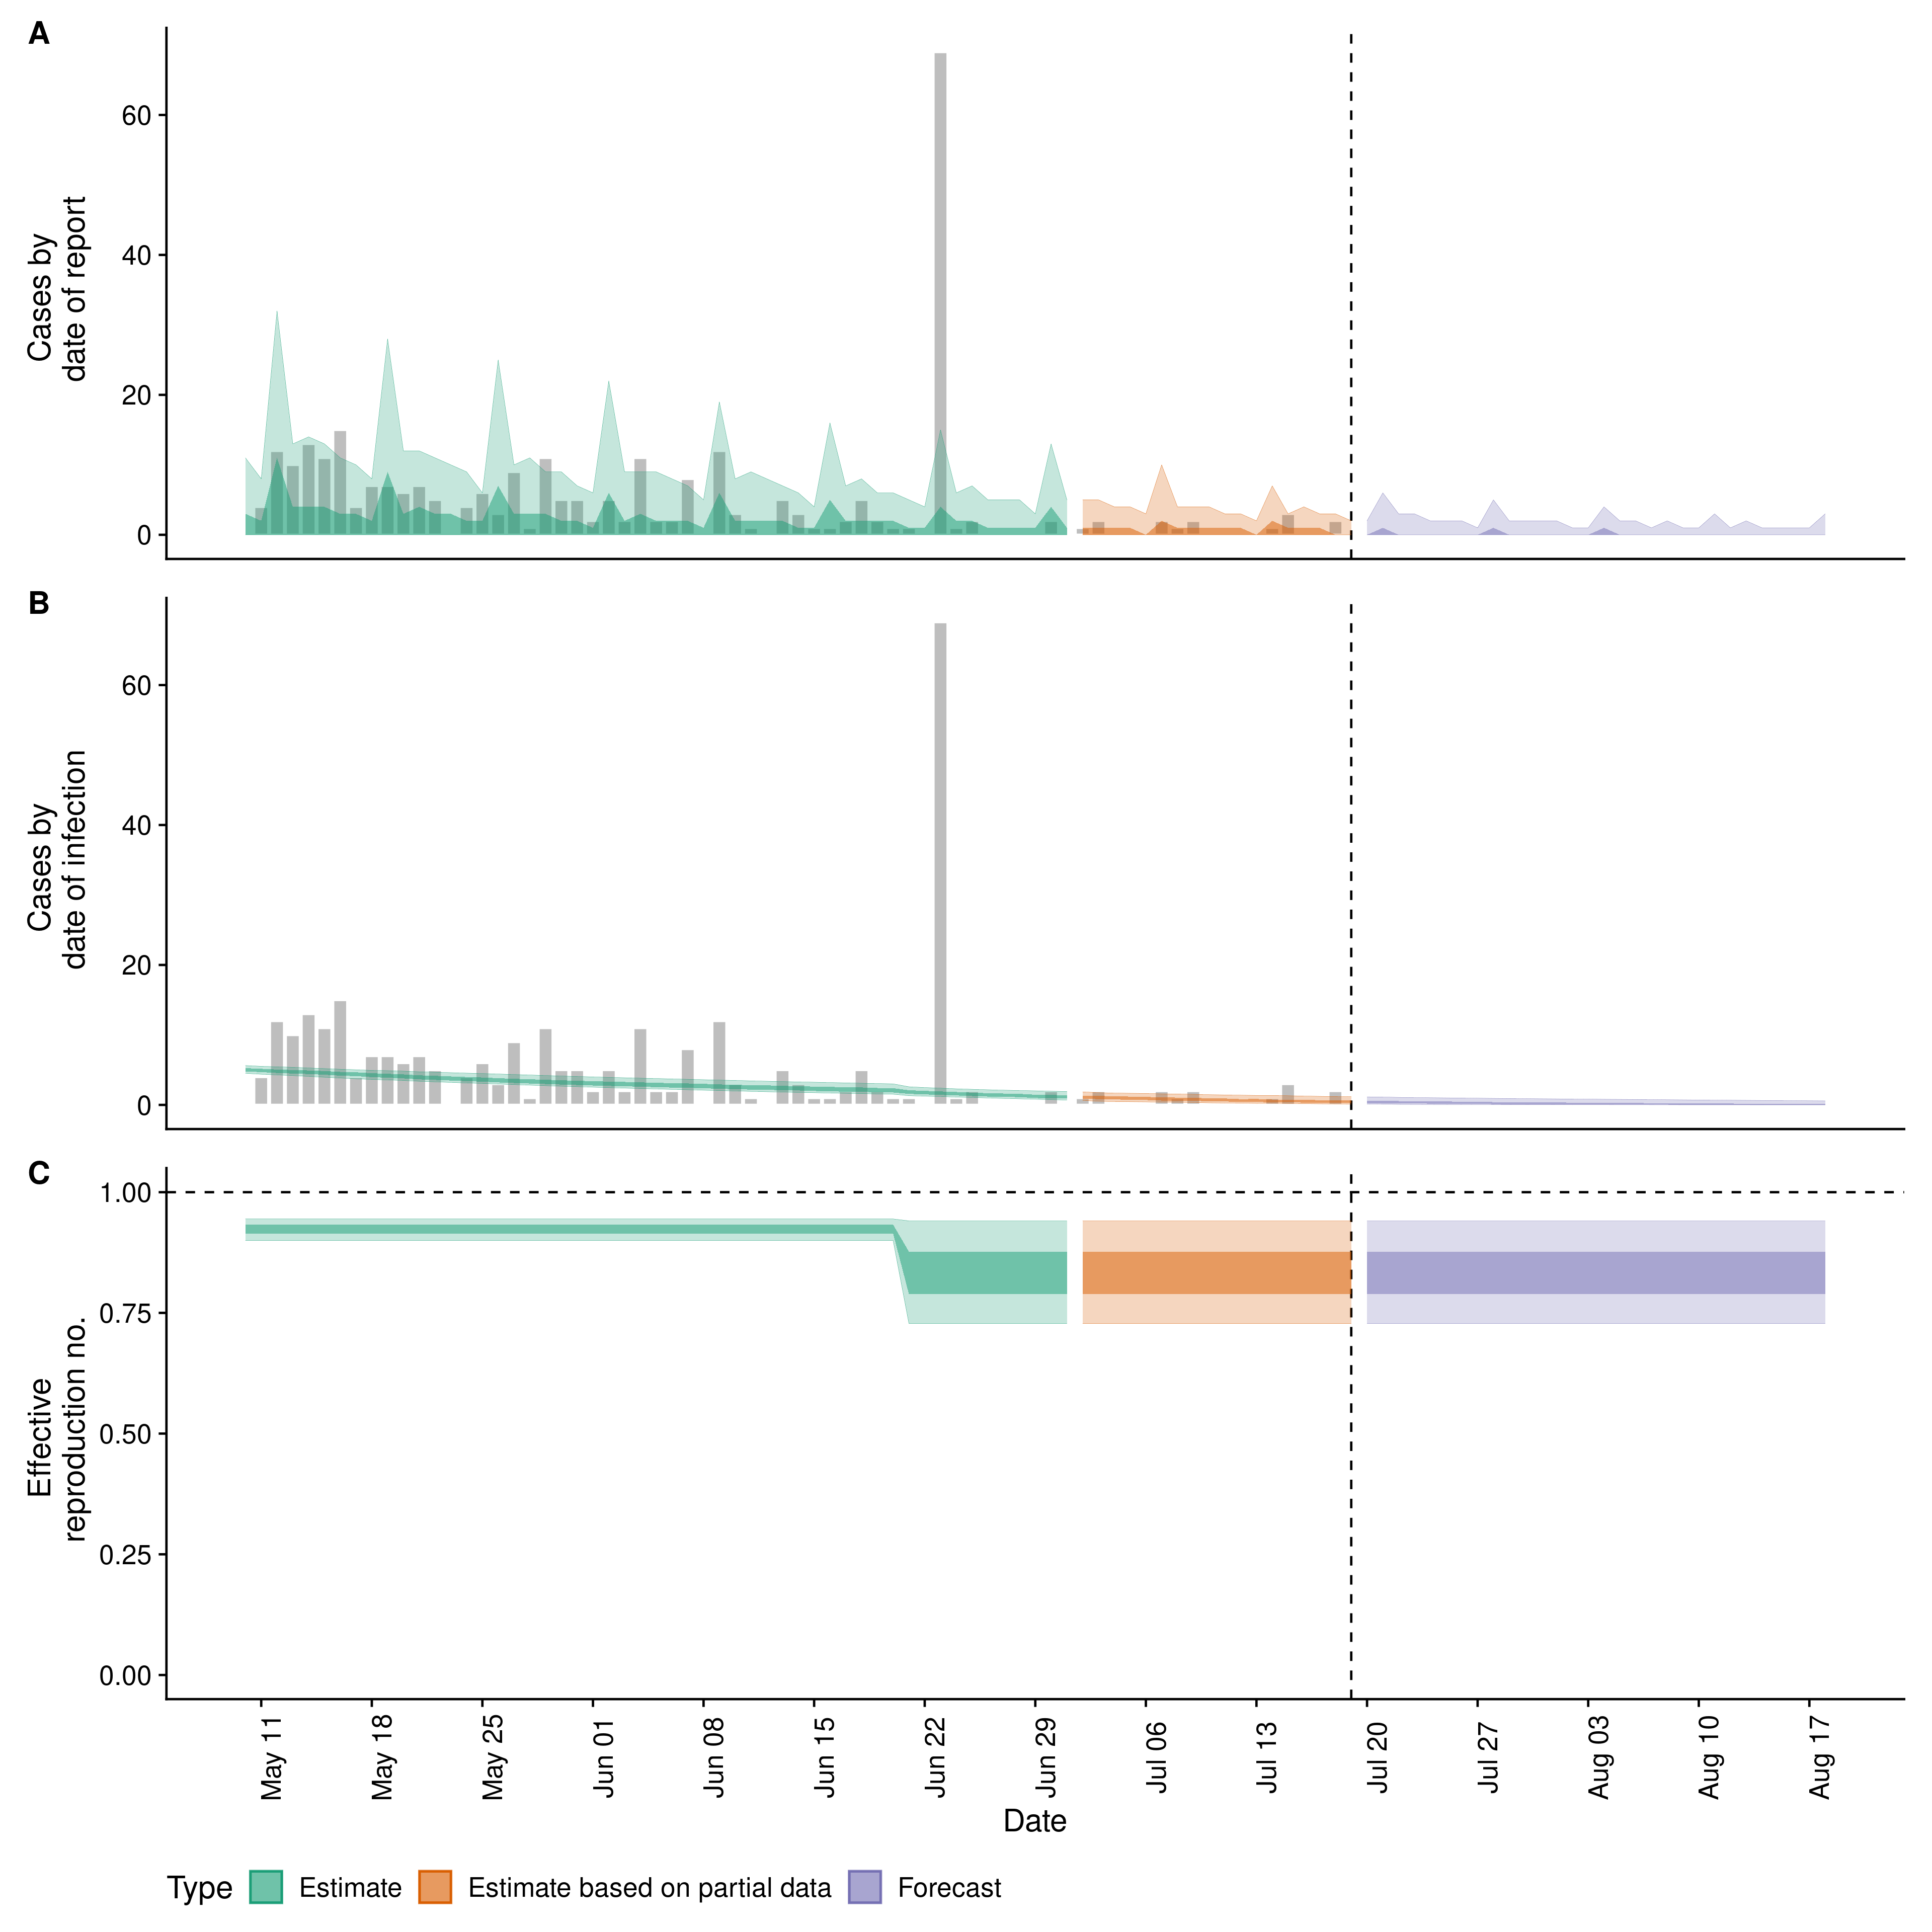 A
Cases by
date of report
60
40
20
0
B
Cases by
date of infection
60
40
20
0
C
Effective
reproduction no.
1.00
0.75
0.50
0.25
0.00
May 11
May 18
May 25
Jun 01
Jun 08
Jun 15
Jun 22
Jun 29
Jul 06
Jul 13
Jul 20
Jul 27
Aug 03
Aug 10
Aug 17
Date
Type Estimate Estimate based on partial data Forecast